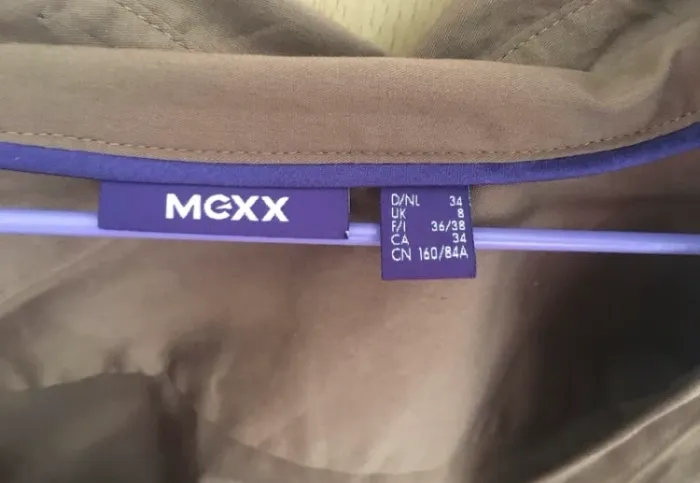 MEXX
D/NL 34
UK 8
F/I 36/38
CA 34
CN 160/84A